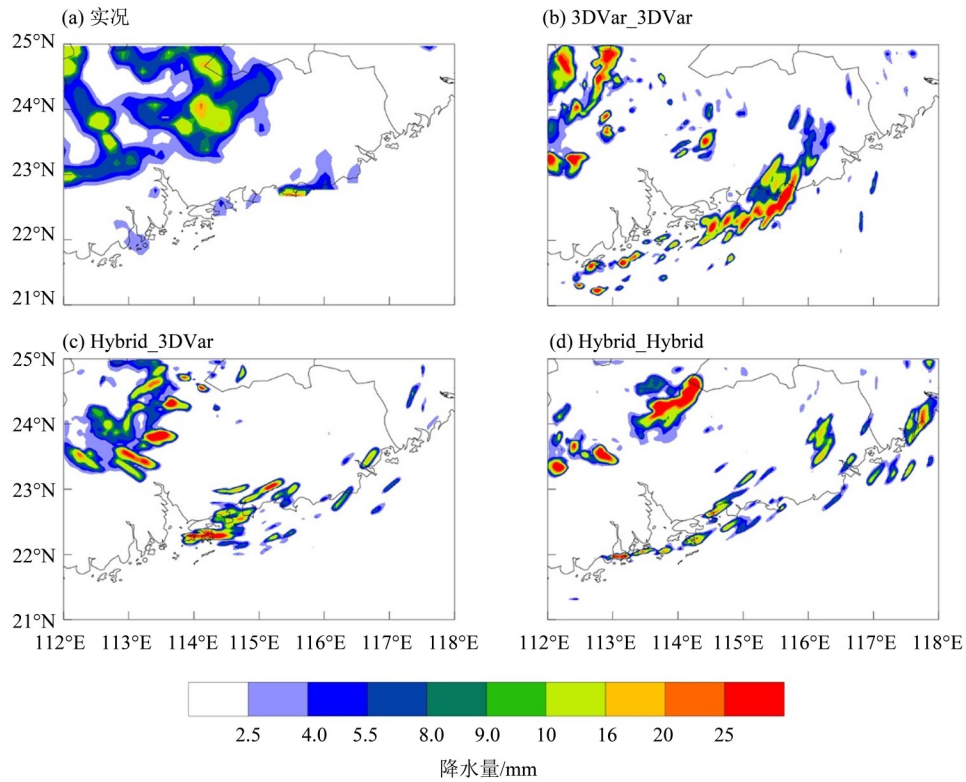 (a) 实况
(b) 3DVar_3DVar
25°N
24°N
23°N
22°N
21°N
(c) Hybrid_3DVar
(d) Hybrid_Hybrid
25°N
24°N
23°N
22°N
21°N
112°E 113°E 114°E 115°E 116°E 117°E 118°E
112°E 113°E 114°E 115°E 116°E 117°E 118°E
2.5 4.0 5.5 8.0 9.0 10 16 20 25
降水量/mm